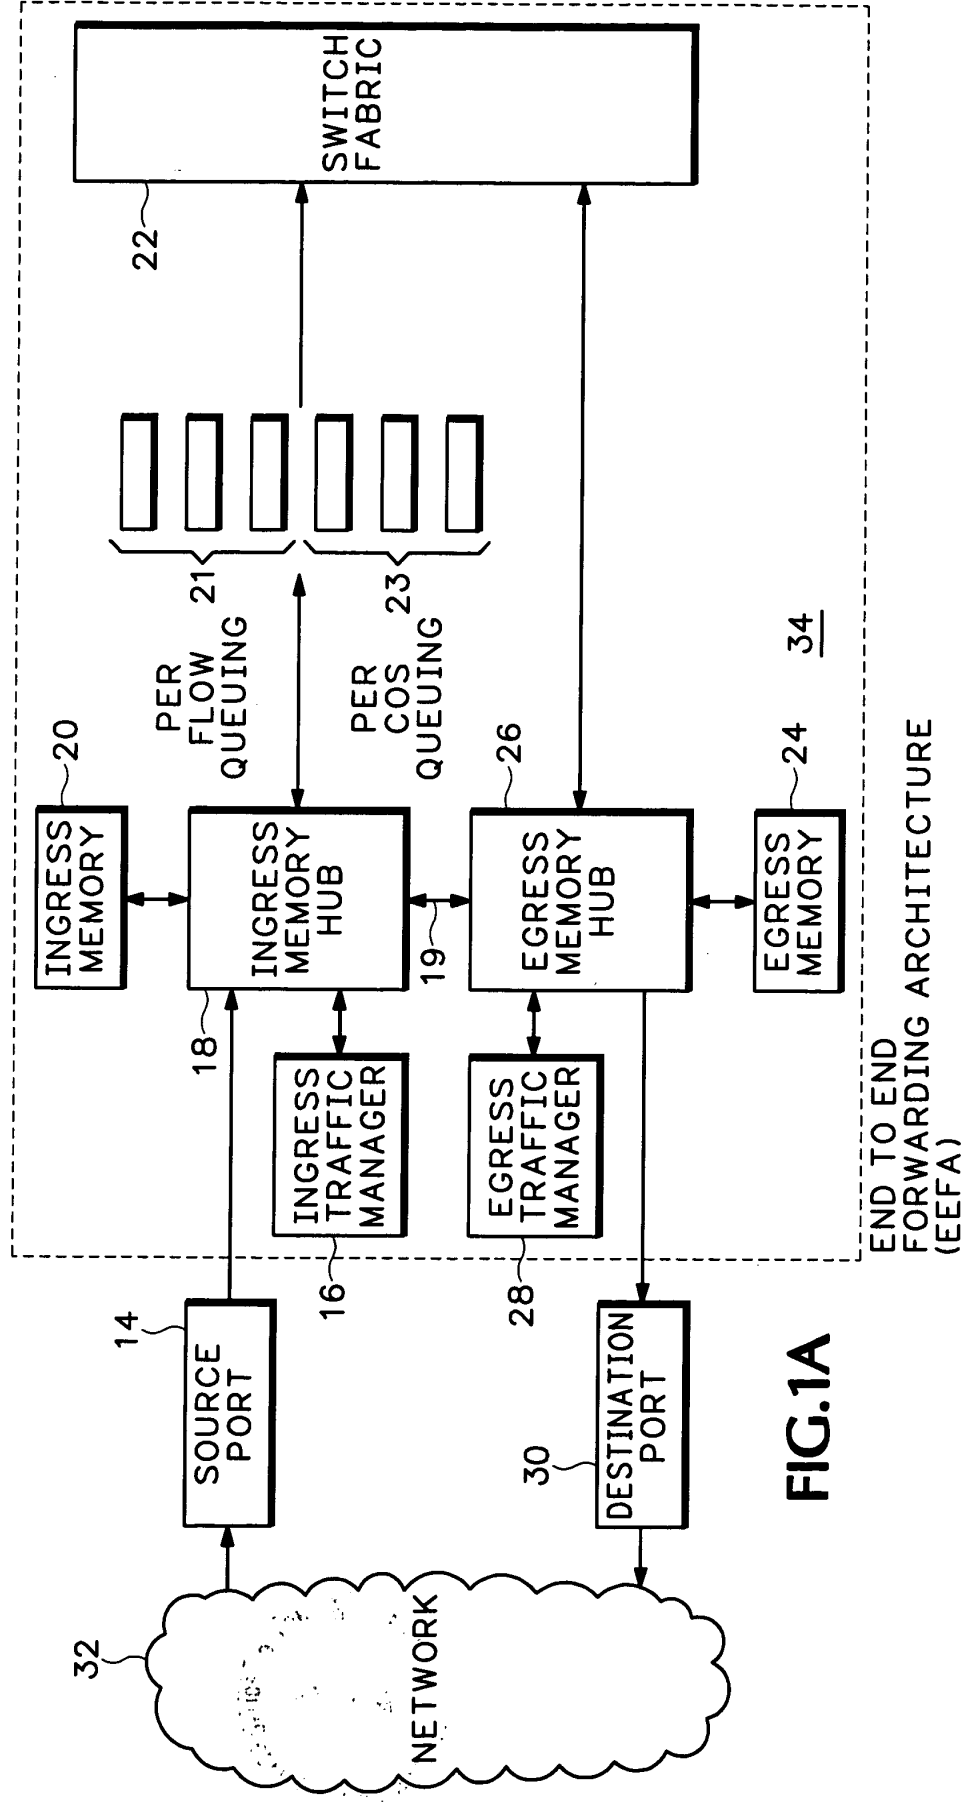 32
NETWORK
14
SOURCE
PORT
30
DESTINATION
PORT
18
INGRESS
MEMORY
HUB
20
INGRESS
MEMORY
16
INGRESS
TRAFFIC
MANAGER
19
26
EGRESS
MEMORY
HUB
28
EGRESS
TRAFFIC
MANAGER
24
EGRESS
MEMORY
PER
FLOW
QUEUING
21
PER
COS
QUEUING
23
22
SWITCH
FABRIC
34
END TO END
FORWARDING ARCHITECTURE
(EEFA)
FIG.1A